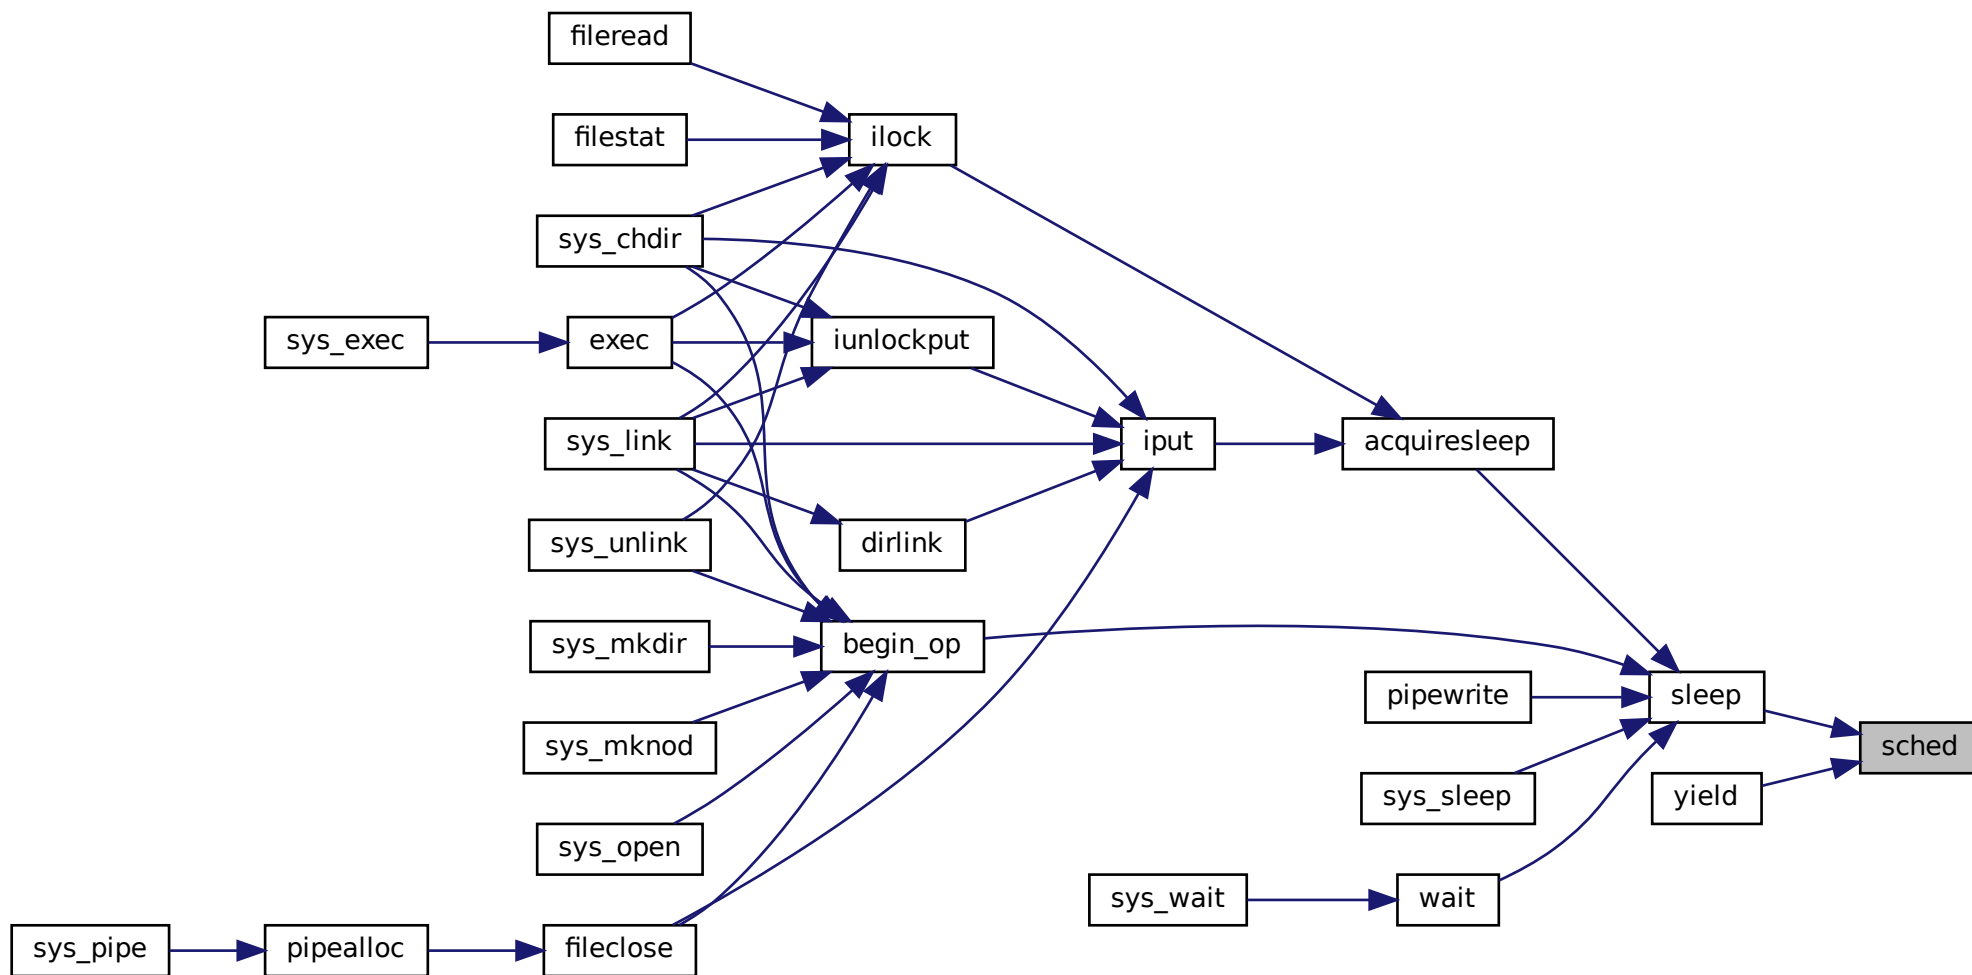 fileread
filestat
ilock
sys_chdir
sys_exec
exec
iunlockput
sys_link
iput
acquiresleep
sys_unlink
dirlink
sys_mkdir
begin_op
pipewrite
sleep
sys_mknod
sched
sys_sleep
yield
sys_open
sys_wait
wait
sys_pipe
pipealloc
fileclose